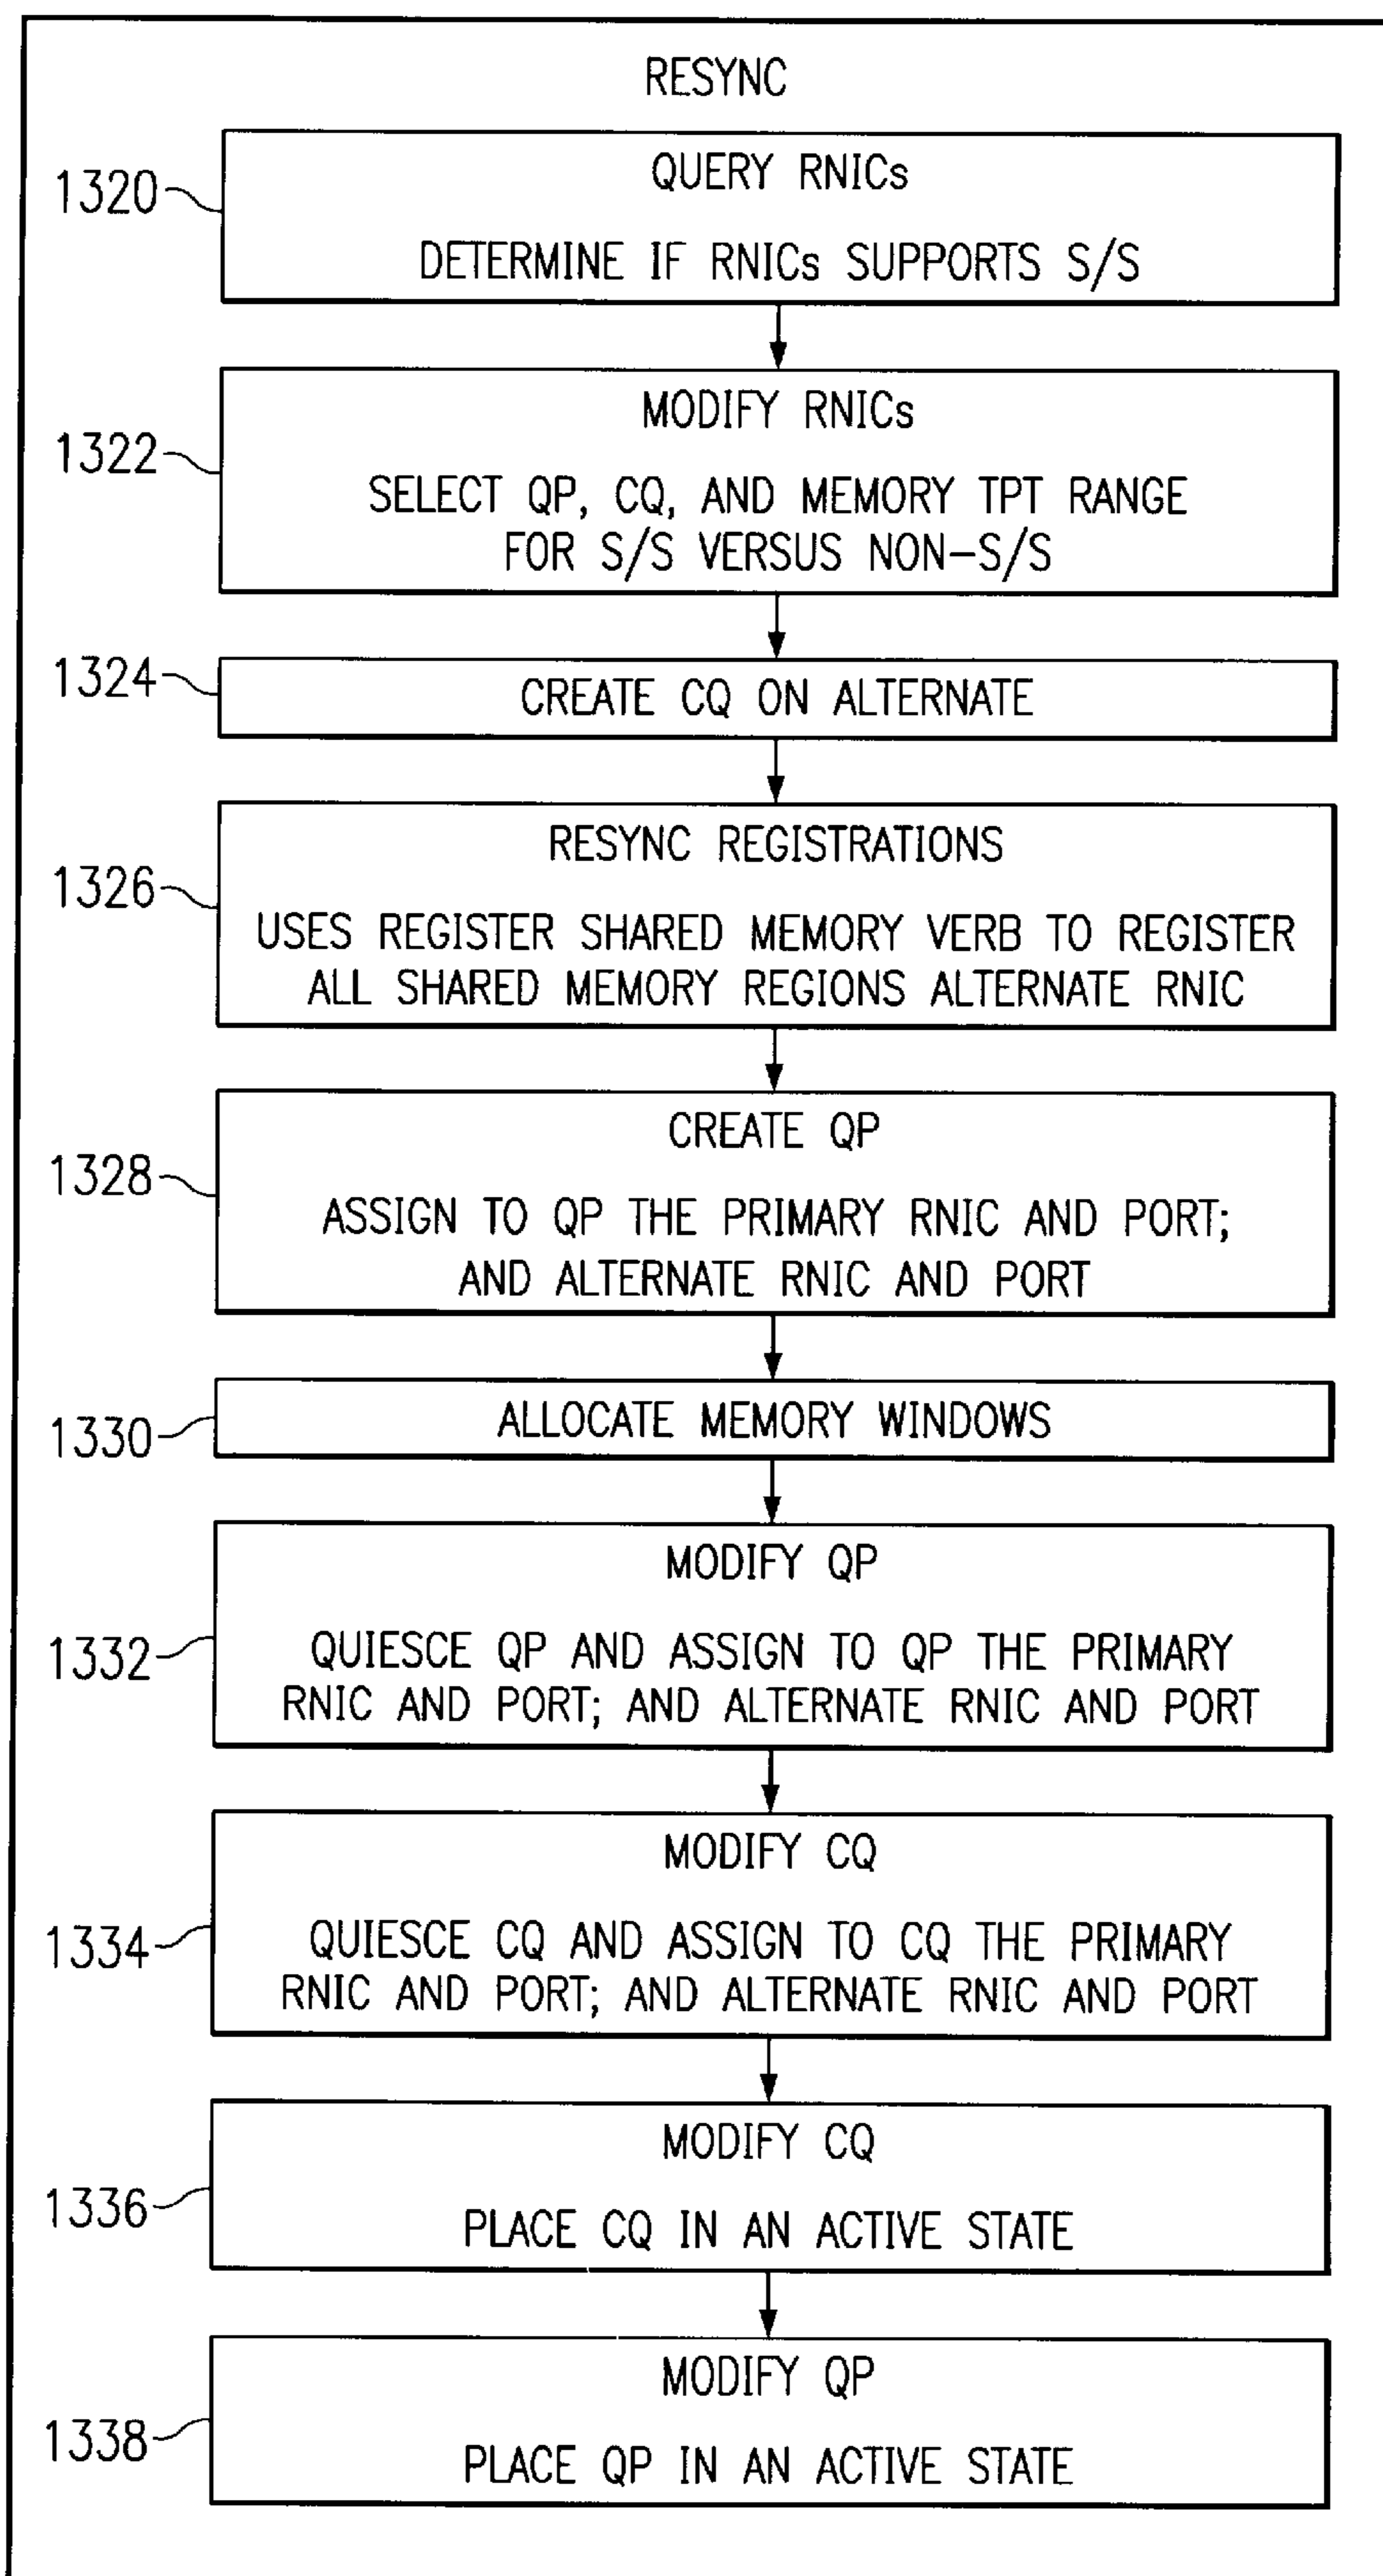 RESYNC
1320
QUERY RNICs
DETERMINE IF RNICs SUPPORTS S/S
1322
MODIFY RNICs
SELECT QP, CQ, AND MEMORY TPT RANGE
FOR S/S VERSUS NON-S/S
1324
CREATE CQ ON ALTERNATE
1326
RESYNC REGISTRATIONS
USES REGISTER SHARED MEMORY VERB TO REGISTER
ALL SHARED MEMORY REGIONS ALTERNATE RNIC
1328
CREATE QP
ASSIGN TO QP THE PRIMARY RNIC AND PORT;
AND ALTERNATE RNIC AND PORT
1330
ALLOCATE MEMORY WINDOWS
1332
MODIFY QP
QUIESCE QP AND ASSIGN TO QP THE PRIMARY
RNIC AND PORT; AND ALTERNATE RNIC AND PORT
1334
MODIFY CQ
QUIESCE CQ AND ASSIGN TO CQ THE PRIMARY
RNIC AND PORT; AND ALTERNATE RNIC AND PORT
1336
MODIFY CQ
PLACE CQ IN AN ACTIVE STATE
1338
MODIFY QP
PLACE QP IN AN ACTIVE STATE